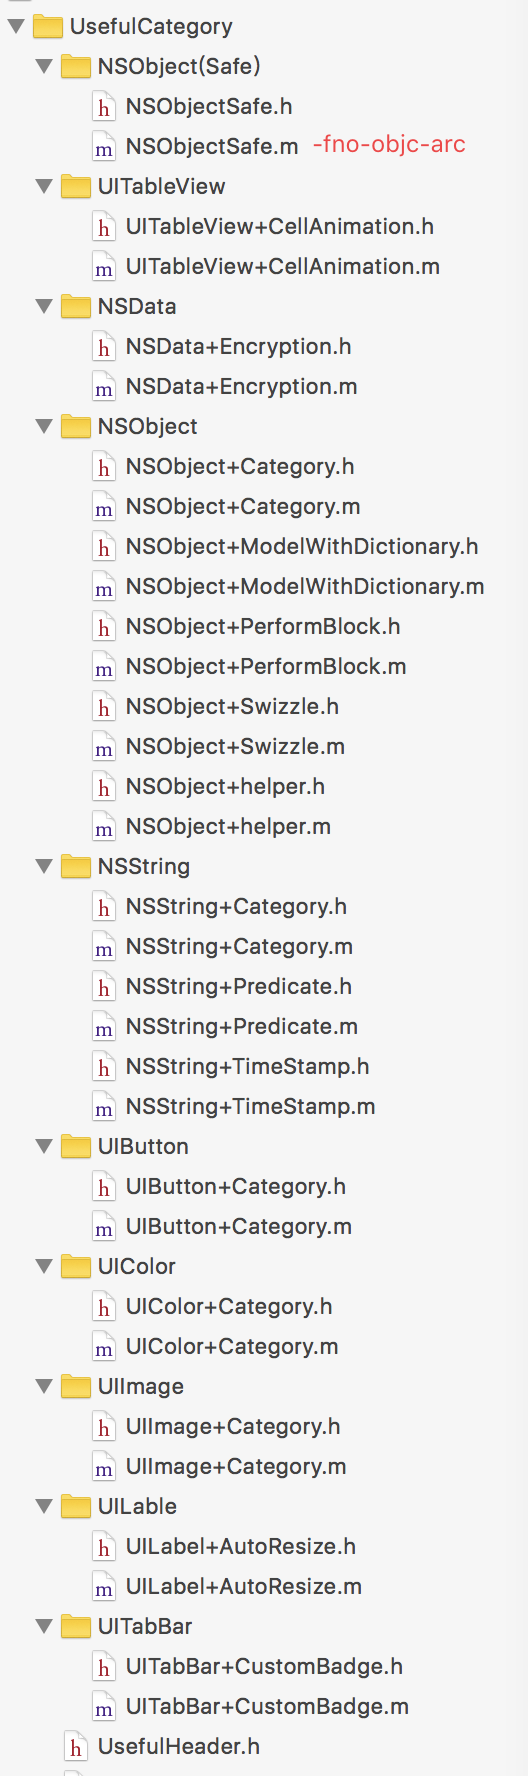 UsefulCategory
NSObject(Safe)
h NSObjectSafe.h
m NSObjectSafe.m -fno-objc-arc
UITableView
h UITableView+CellAnimation.h
m UITableView+CellAnimation.m
NSData
h NSData+Encryption.h
m NSData+Encryption.m
NSObject
h NSObject+Category.h
m NSObject+Category.m
h NSObject+ModelWithDictionary.h
m NSObject+ModelWithDictionary.m
h NSObject+PerformBlock.h
m NSObject+PerformBlock.m
h NSObject+Swizzle.h
m NSObject+Swizzle.m
h NSObject+helper.h
m NSObject+helper.m
NSString
h NSString+Category.h
m NSString+Category.m
h NSString+Predicate.h
m NSString+Predicate.m
h NSString+TimeStamp.h
m NSString+TimeStamp.m
UIButton
h UIButton+Category.h
m UIButton+Category.m
UIColor
h UIColor+Category.h
m UIColor+Category.m
UIImage
h UIImage+Category.h
m UIImage+Category.m
UILable
h UILabel+AutoResize.h
m UILabel+AutoResize.m
UITabBar
h UITabBar+CustomBadge.h
m UITabBar+CustomBadge.m
h UsefulHeader.h